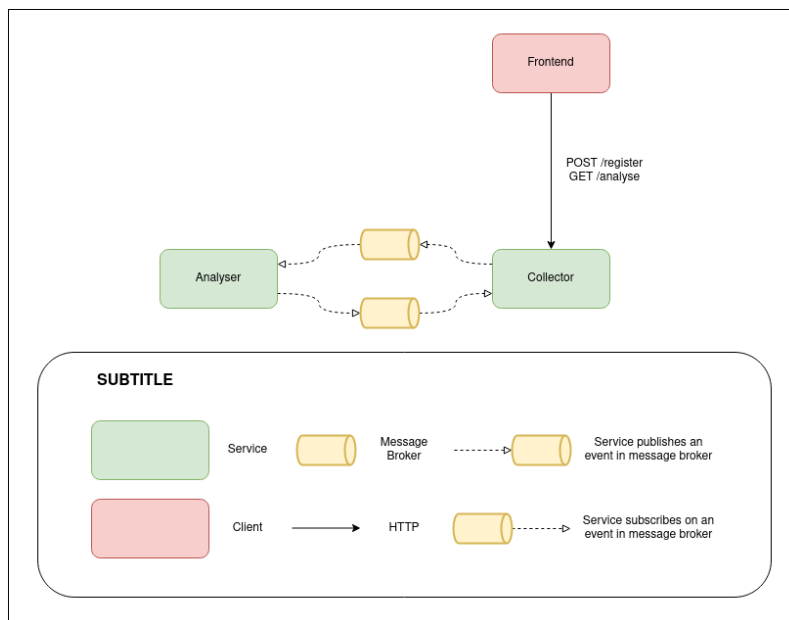 Frontend
POST /register
GET /analyse
Analyser
Collector
SUBTITLE
Service
Message
Broker
Service publishes an
event in message broker
Client
HTTP
Service subscribes on an
event in message broker